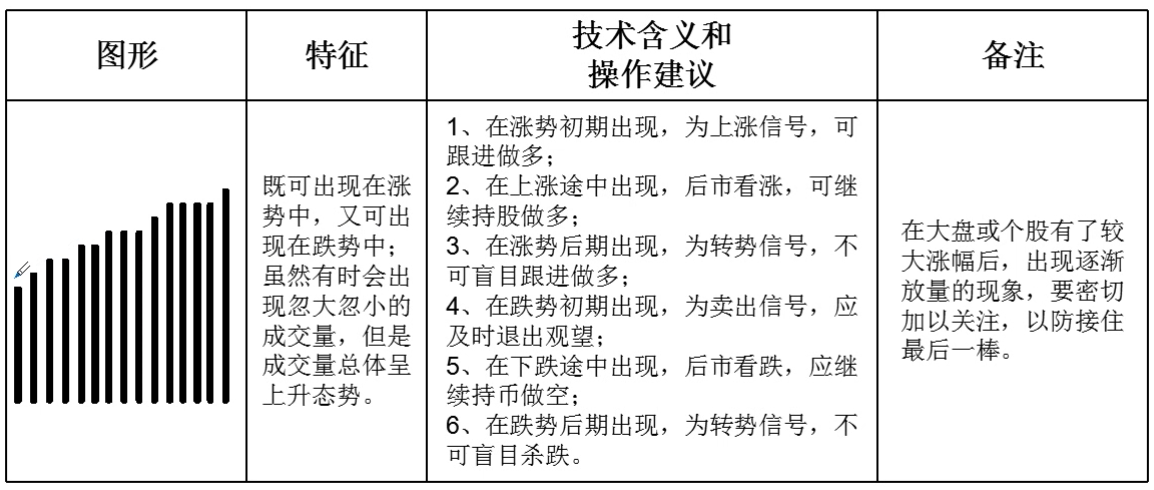 图形
特征
技术含义和
操作建议
备注
既可出现在涨
势中，又可出
现在跌势中；
虽然有时会出
现忽大忽小的
成交量，但是
成交量总体呈
上升态势。
1、在涨势初期出现，为上涨信号，可
跟进做多；
2、在上涨途中出现，后市看涨，可继
续持股做多；
3、在涨势后期出现，为转势信号，不
可盲目跟进做多；
4、在跌势初期出现，为卖出信号，应
及时退出观望；
5、在下跌途中出现，后市看跌，应继
续持币做空；
6、在跌势后期出现，为转势信号，不
可盲目杀跌。
在大盘或个股有了较
大涨幅后，出现逐渐
放量的现象，要密切
加以关注，以防接住
最后一棒。